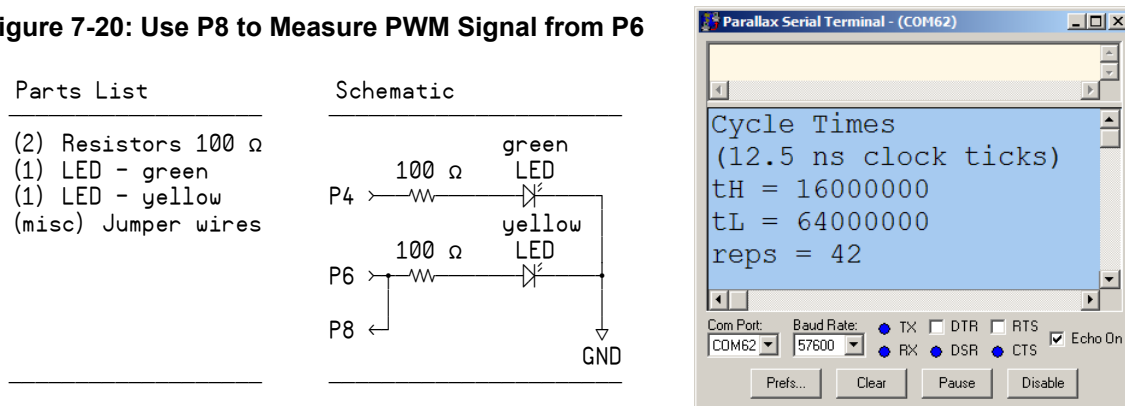 igure 7-20: Use P8 to Measure PWM Signal from P6
Parts List
(2) Resistors 100 Ω
(1) LED - green
(1) LED - yellow
(misc) Jumper wires
Schematic
green
100 Ω LED
P4
yellow
100 Ω LED
P6
P8
GND
Parallax Serial Terminal - (COM62)
Cycle Times
(12.5 ns clock ticks)
tH = 16000000
tL = 64000000
reps = 42
Com Port: Baud Rate: TX DTR RTS
COM62 57600 RX DSR CTS Echo On
Prefs... Clear Pause Disable